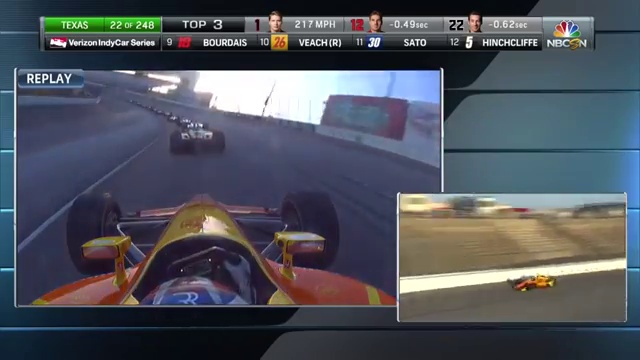 TEXAS 22 of 248 TOP 3 1 217 MPH 12 -0.49sec 22 -0.62sec
Verizon IndyCar Series 9 19 BOURDAIS 10 26 VEACH (R) 11 30 SATO 12 5 HINCHCLIFFE NBCSN
REPLAY